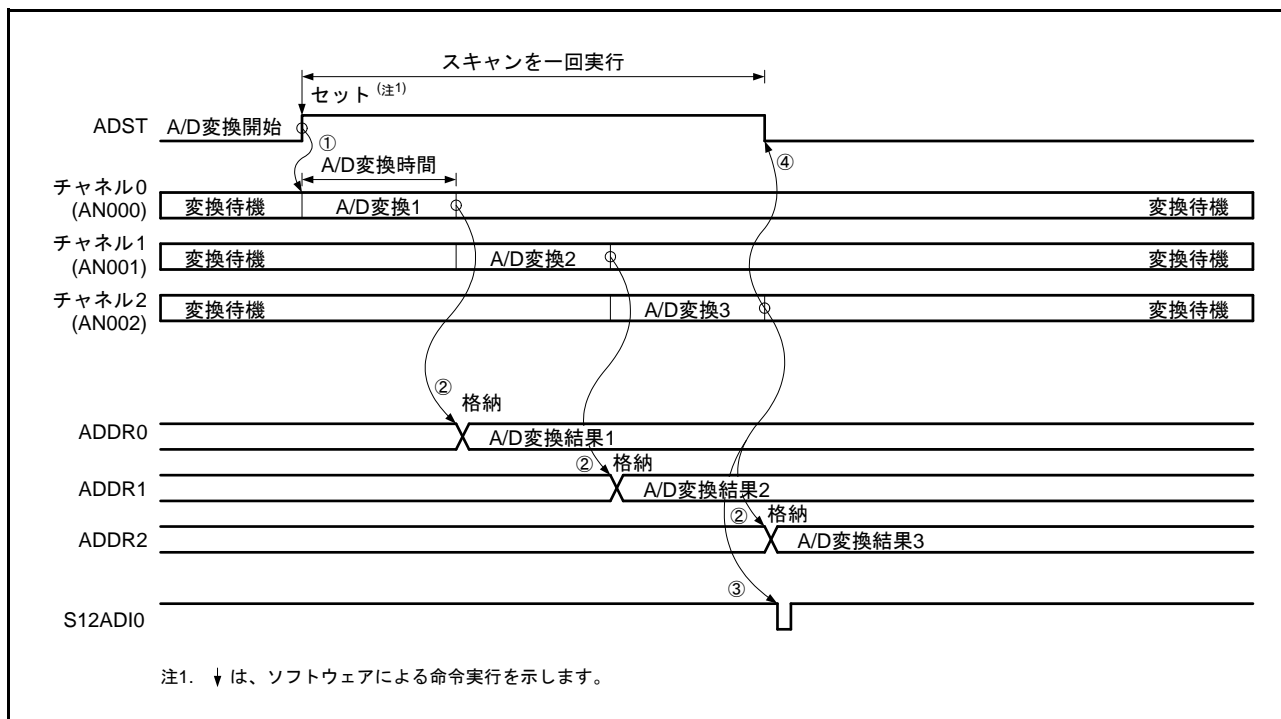 スキャンを一回実行
セット (注1)
ADST A/D変換開始
① ④
A/D変換時間
チャネル0
(AN000) 変換待機 A/D変換1 変換待機
チャネル1
(AN001) 変換待機 A/D変換2 変換待機
チャネル2
(AN002) 変換待機 A/D変換3 変換待機
② 格納
ADDR0 A/D変換結果1
② 格納
ADDR1 A/D変換結果2
② 格納
ADDR2 A/D変換結果3
③
S12ADI0
注1. ↓は、ソフトウェアによる命令実行を示します。